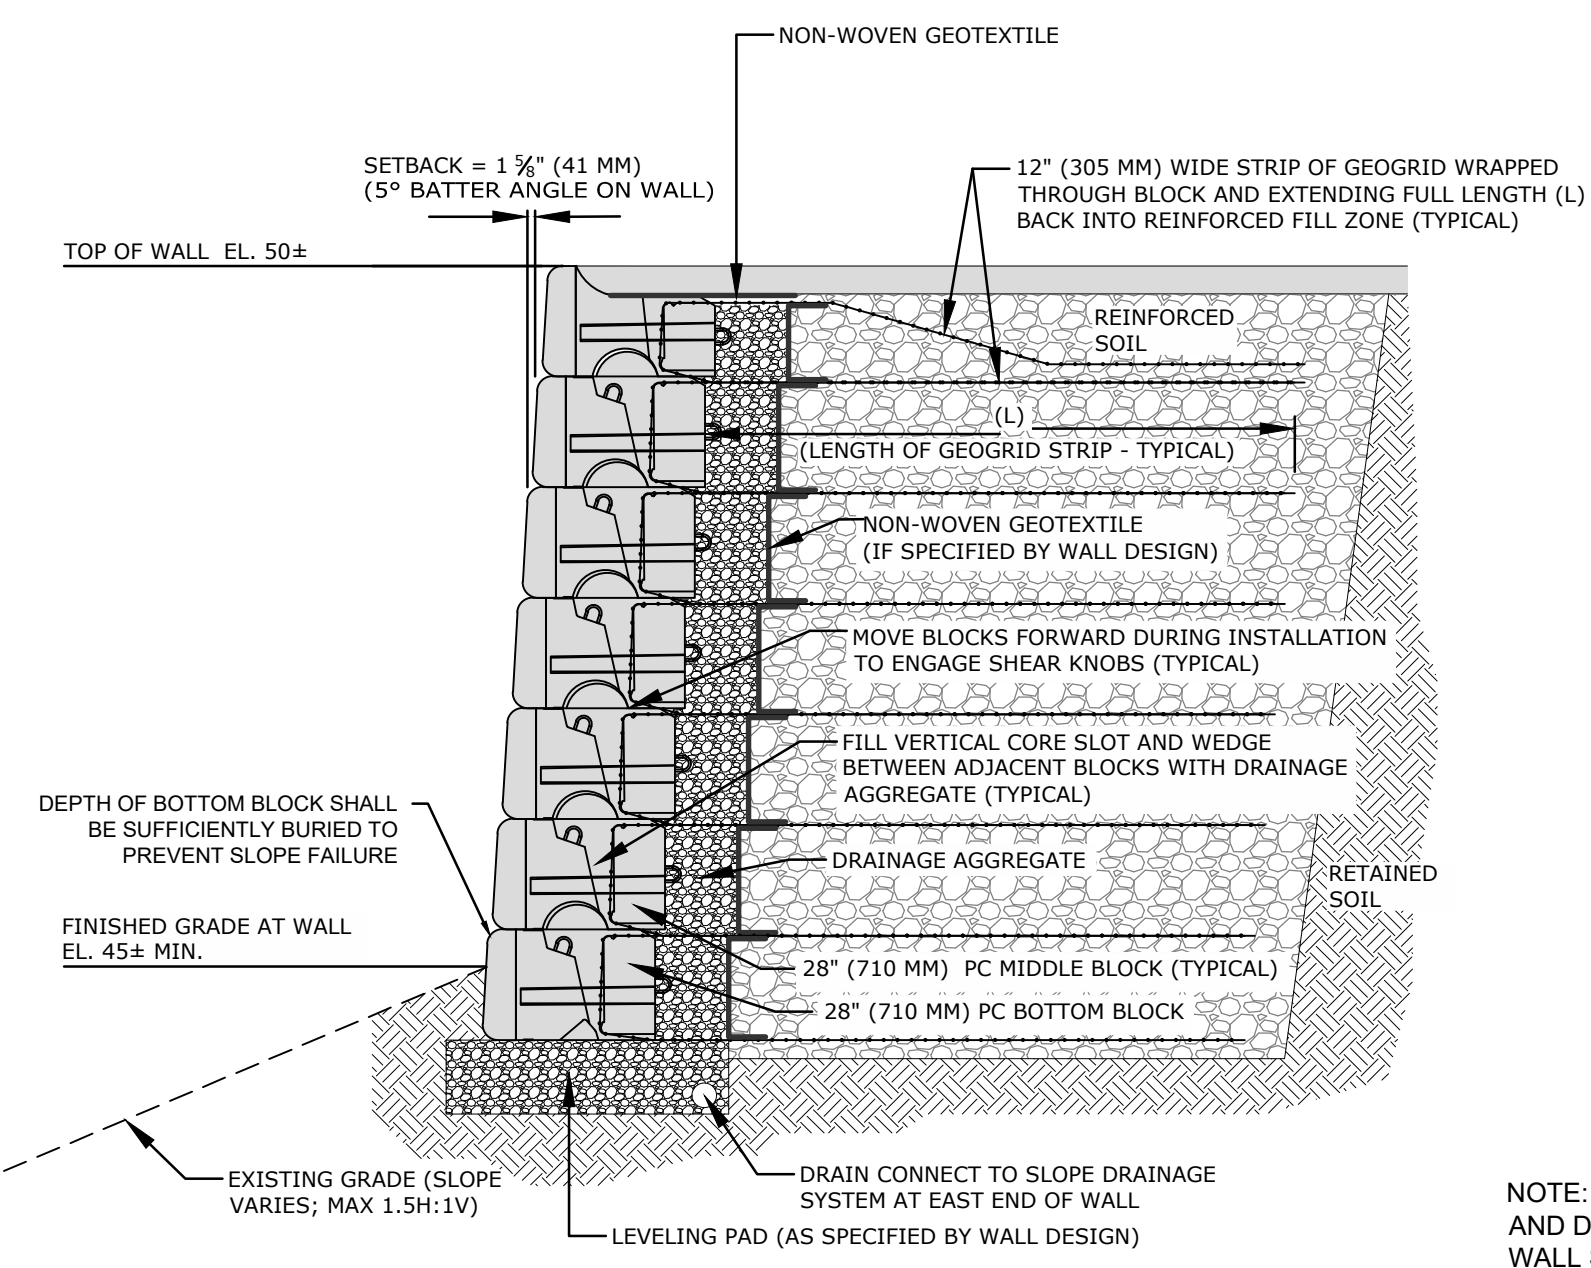 NON-WOVEN GEOTEXTILE
SETBACK = 1 5⁄8" (41 MM)
(5° BATTER ANGLE ON WALL)
12" (305 MM) WIDE STRIP OF GEOGRID WRAPPED
THROUGH BLOCK AND EXTENDING FULL LENGTH (L)
BACK INTO REINFORCED FILL ZONE (TYPICAL)
TOP OF WALL EL. 50±
REINFORCED
SOIL
(L)
(LENGTH OF GEOGRID STRIP - TYPICAL)
NON-WOVEN GEOTEXTILE
(IF SPECIFIED BY WALL DESIGN)
MOVE BLOCKS FORWARD DURING INSTALLATION
TO ENGAGE SHEAR KNOBS (TYPICAL)
FILL VERTICAL CORE SLOT AND WEDGE
BETWEEN ADJACENT BLOCKS WITH DRAINAGE
AGGREGATE (TYPICAL)
DEPTH OF BOTTOM BLOCK SHALL
BE SUFFICIENTLY BURIED TO
PREVENT SLOPE FAILURE
DRAINAGE AGGREGATE
RETAINED
SOIL
FINISHED GRADE AT WALL
EL. 45± MIN.
28" (710 MM) PC MIDDLE BLOCK (TYPICAL)
28" (710 MM) PC BOTTOM BLOCK
EXISTING GRADE (SLOPE
VARIES; MAX 1.5H:1V)
DRAIN CONNECT TO SLOPE DRAINAGE
SYSTEM AT EAST END OF WALL
LEVELING PAD (AS SPECIFIED BY WALL DESIGN)
NOTE:
AND D
WALL